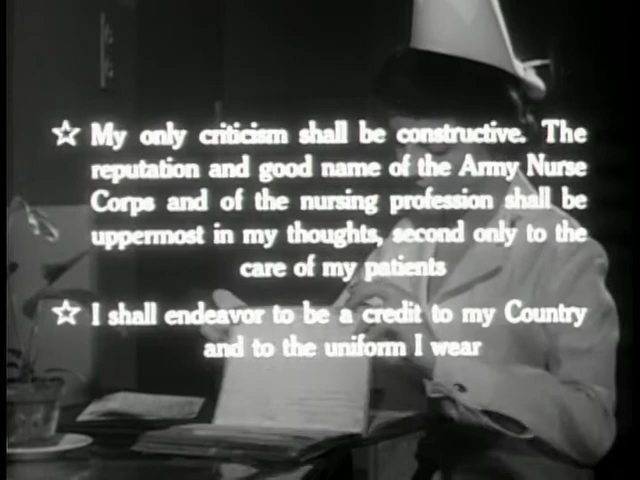 ☆ My only criticism shall be constructive. The
reputation and good name of the Army Nurse
Corps and of the nursing profession shall be
uppermost in my thoughts, second only to the
care of my patients
☆ I shall endeavor to be a credit to my Country
and to the uniform I wear